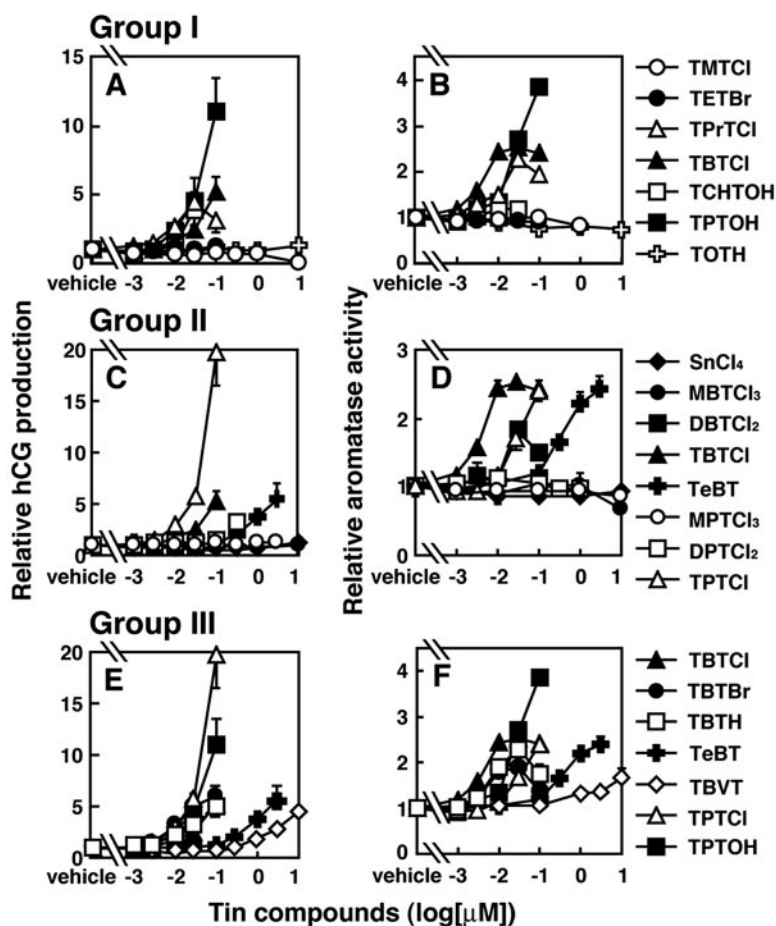 Group I
A
15
10
5
0
vehicle -3 -2 -1 0 1
B
4
3
2
1
0
vehicle -3 -2 -1 0 1
TMTCl
TETBr
TPrTCl
TBTCl
TCHTOH
TPTOH
TOTH
Group II
C
20
15
10
5
0
vehicle -3 -2 -1 0 1
D
3
2
1
0
vehicle -3 -2 -1 0 1
SnCl₄
MBTCl₃
DBTCl₂
TBTCl
TeBT
MPTCl₃
DPTCl₂
TPTCl
Relative hCG production
Relative aromatase activity
Group III
E
20
15
10
5
0
vehicle -3 -2 -1 0 1
F
4
3
2
1
0
vehicle -3 -2 -1 0 1
TBTCl
TBTBr
TBTH
TeBT
TBVT
TPTCl
TPTOH
Tin compounds (log[μM])